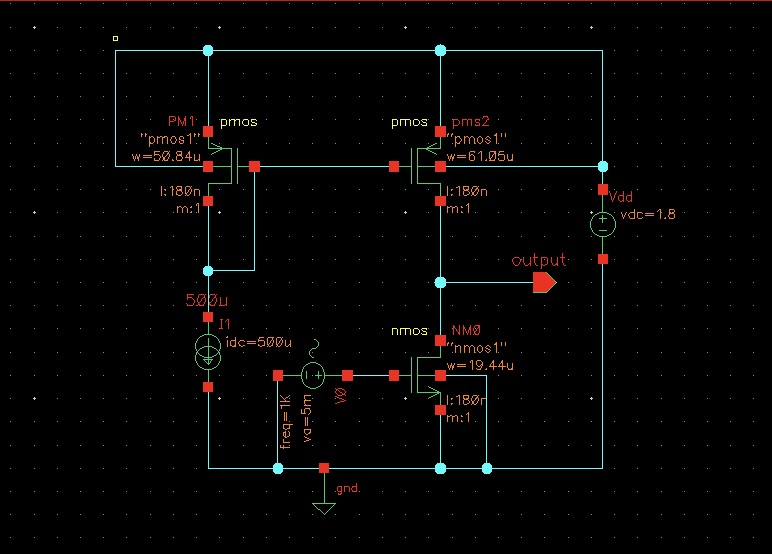 PM1
pmos
"pmos1"
w=50.84u
l:180n
m:1
pmos
pms2
"pmos1"
w=61.05u
l:180n
m:1
Vdd
vdc=1.8
output
500u
I1
idc=500u
nmos
NM0
"nmos1"
w=19.44u
l:180n
m:1
V0
freq=1K
va=5m
gnd